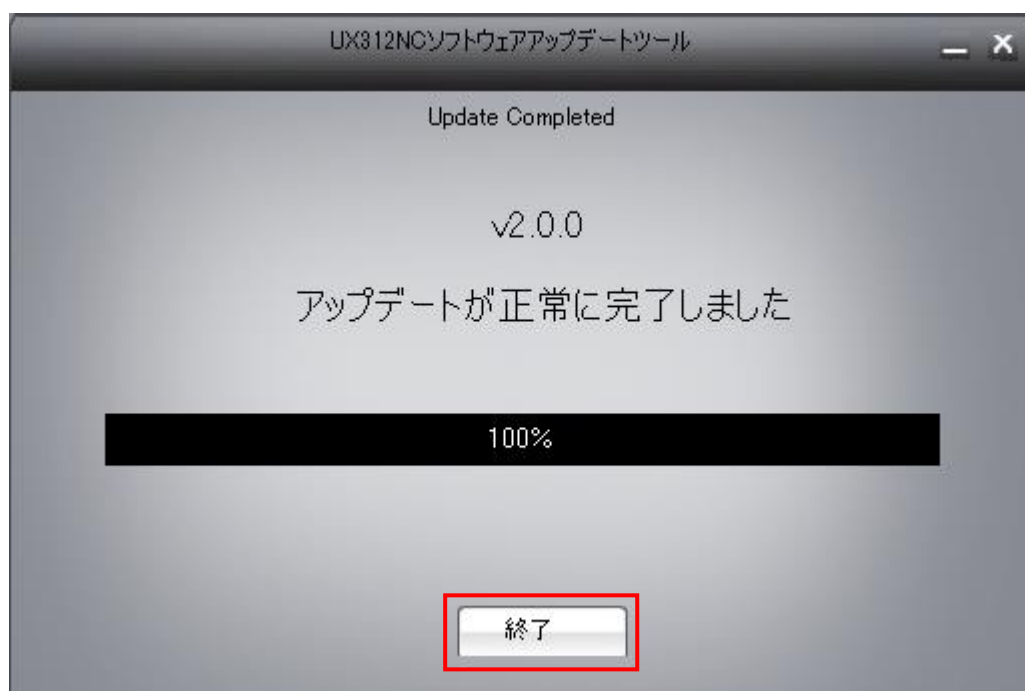 UX312NCソフトウェアアップデートツール
Update Completed
v2.0.0
アップデートが正常に完了しました
100%
終了